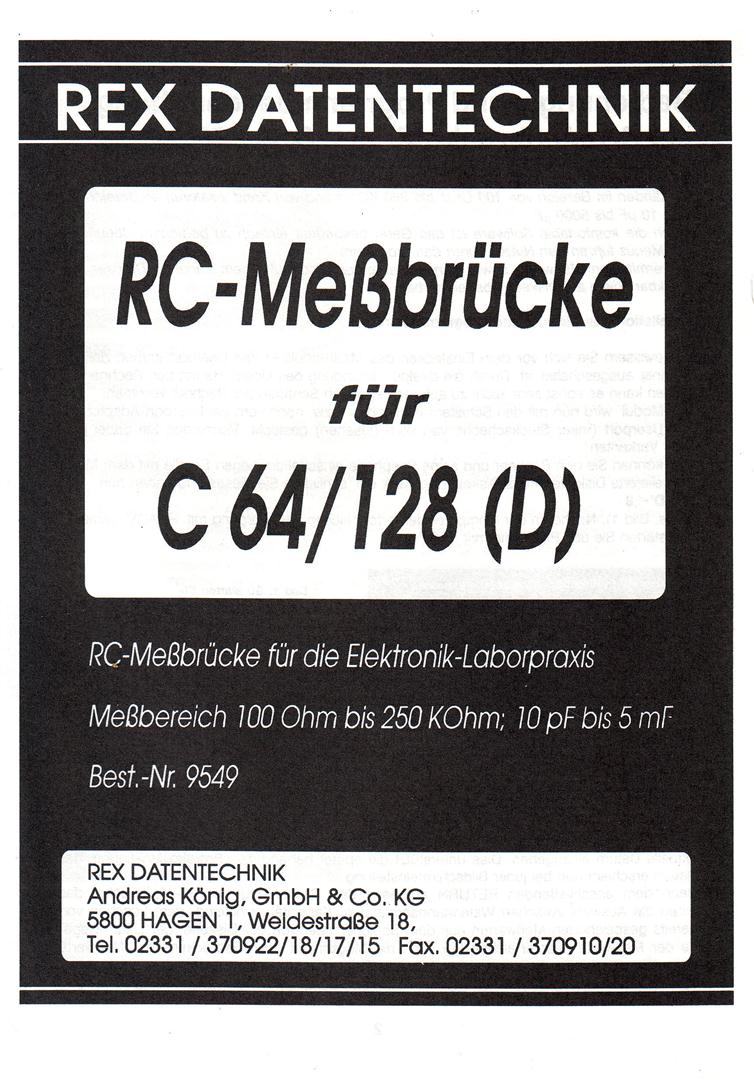 REX DATENTECHNIK
RC-Meßbrücke
für
C 64/128 (D)
RC-Meßbrücke für die Elektronik-Laborpraxis
Meßbereich 100 Ohm bis 250 KOhm; 10 pF bis 5 mF
Best.-Nr. 9549
REX DATENTECHNIK
Andreas König, GmbH & Co. KG
5800 HAGEN 1, Weidestraße 18,
Tel. 02331 / 370922/18/17/15 Fax. 02331 / 370910/20